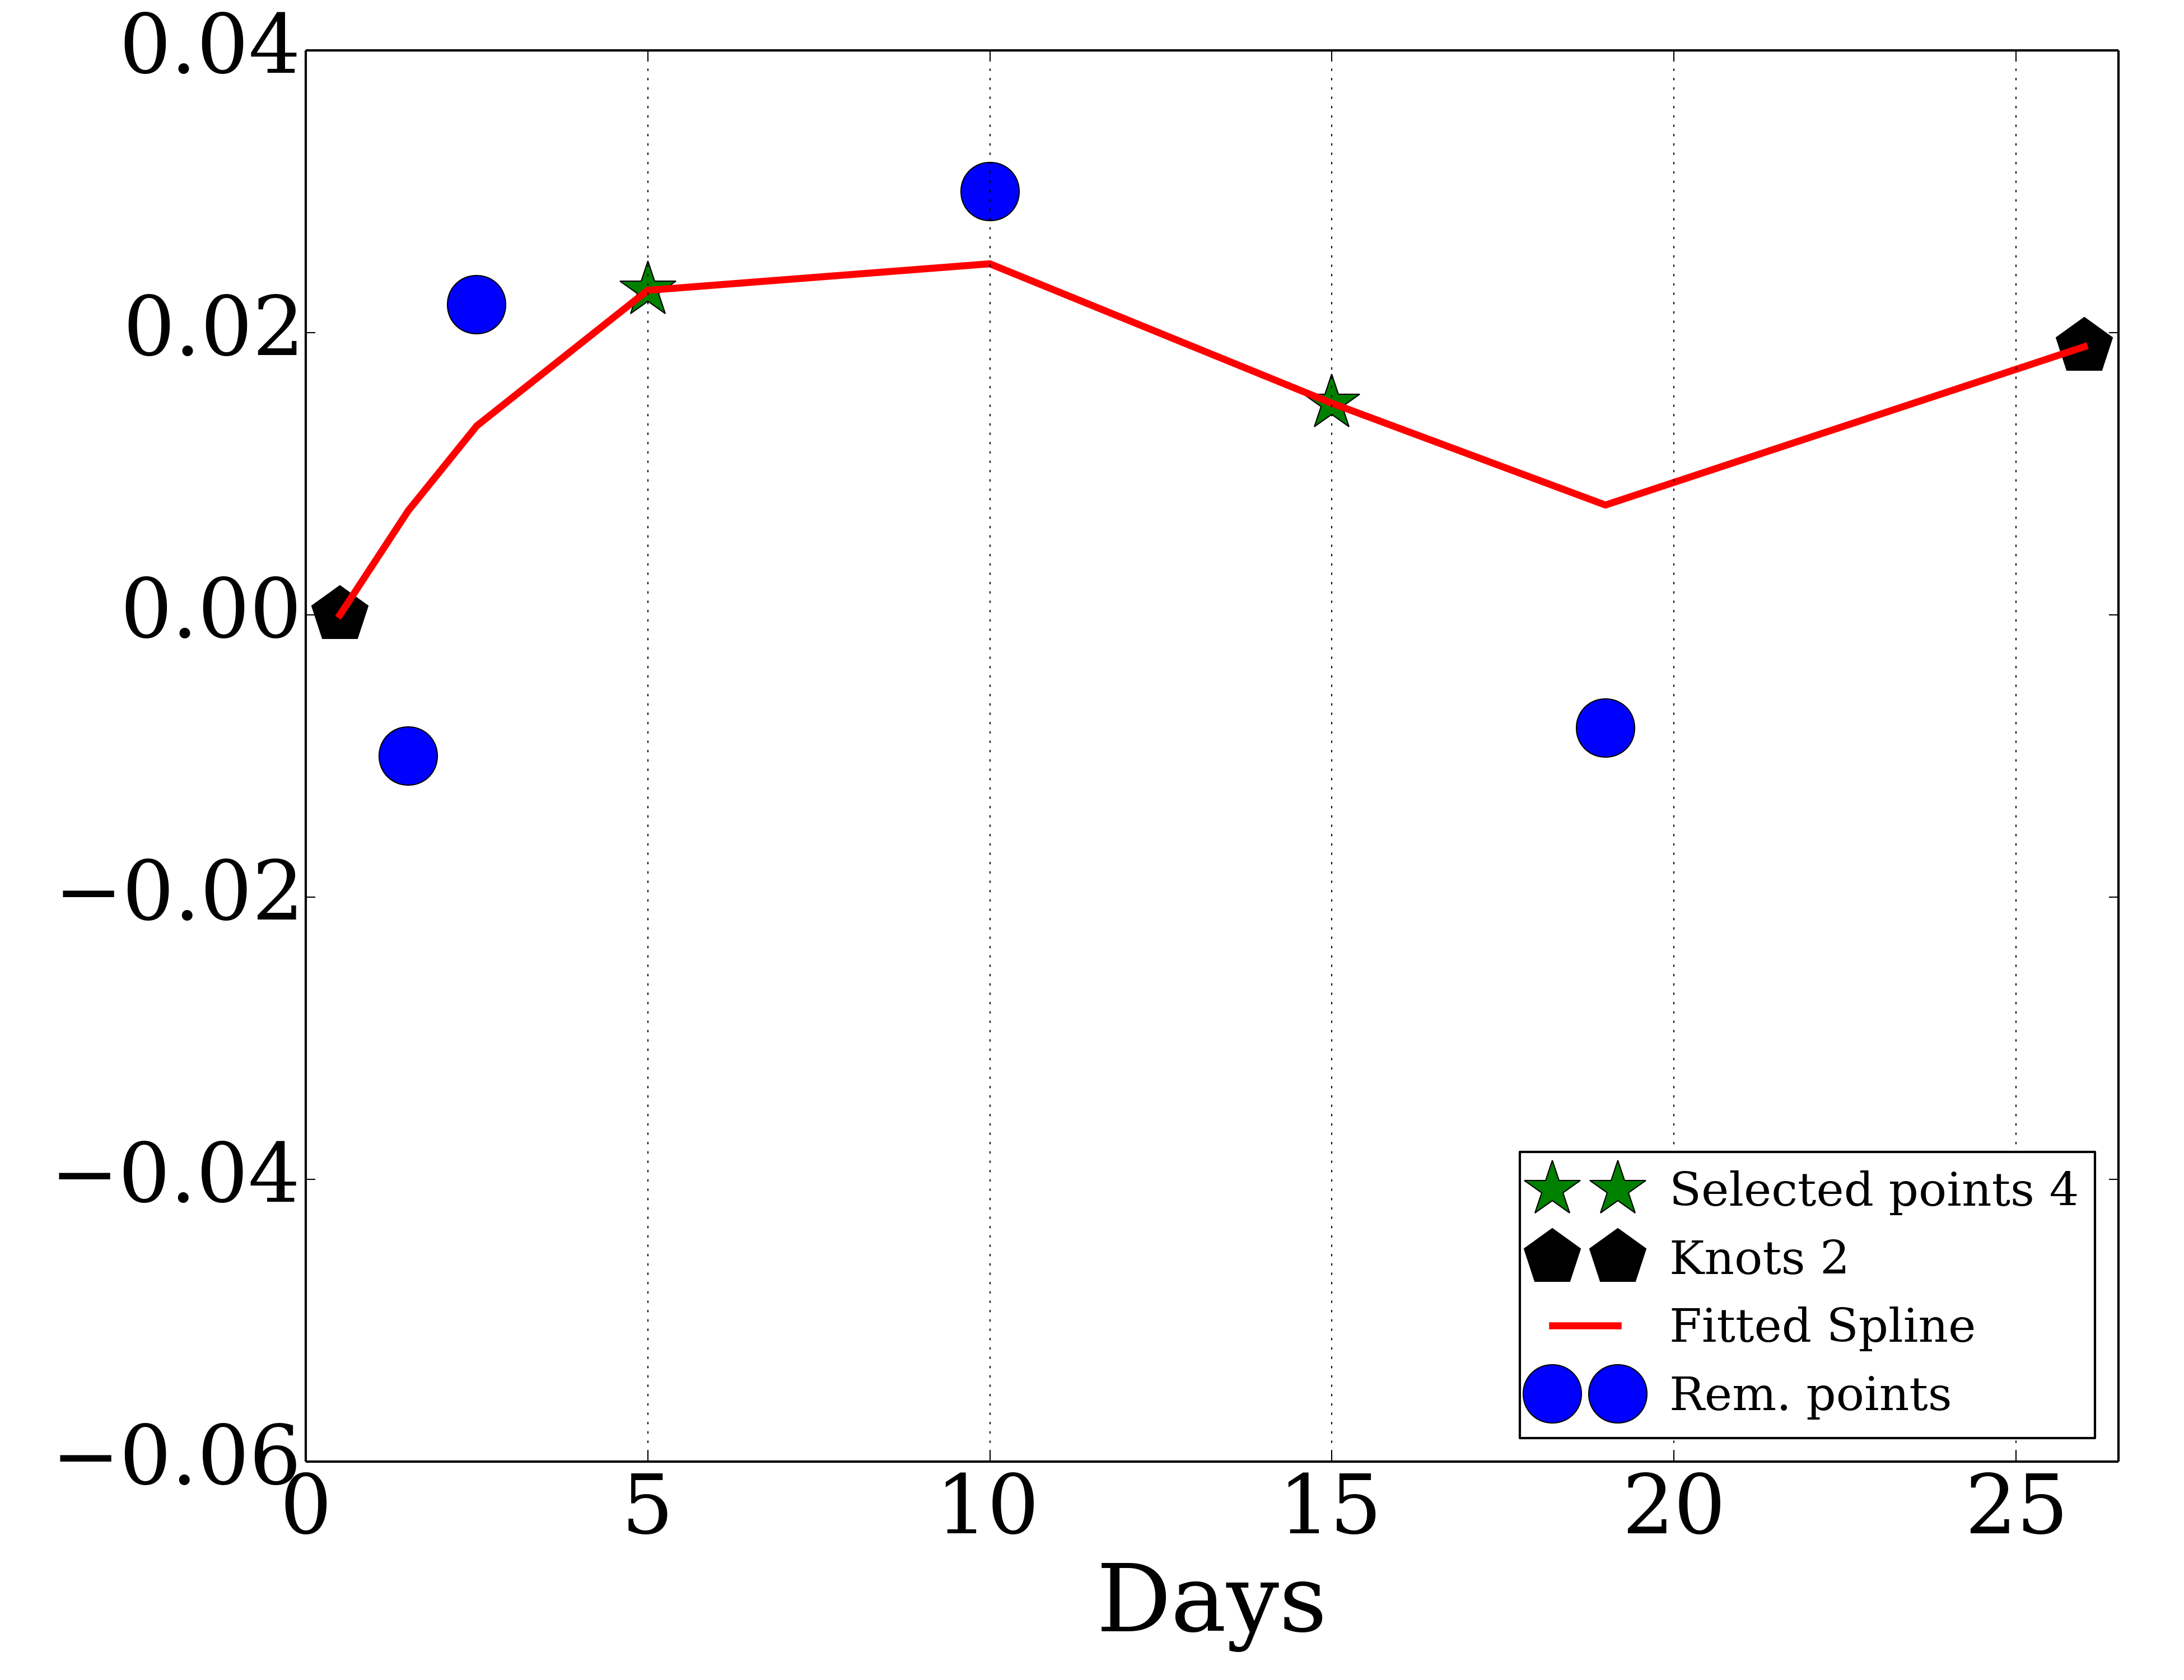 0.04
0.02
0.00
−0.02
−0.04
−0.06
0 5 10 15 20 25
Days
Selected points 4
Knots 2
Fitted Spline
Rem. points